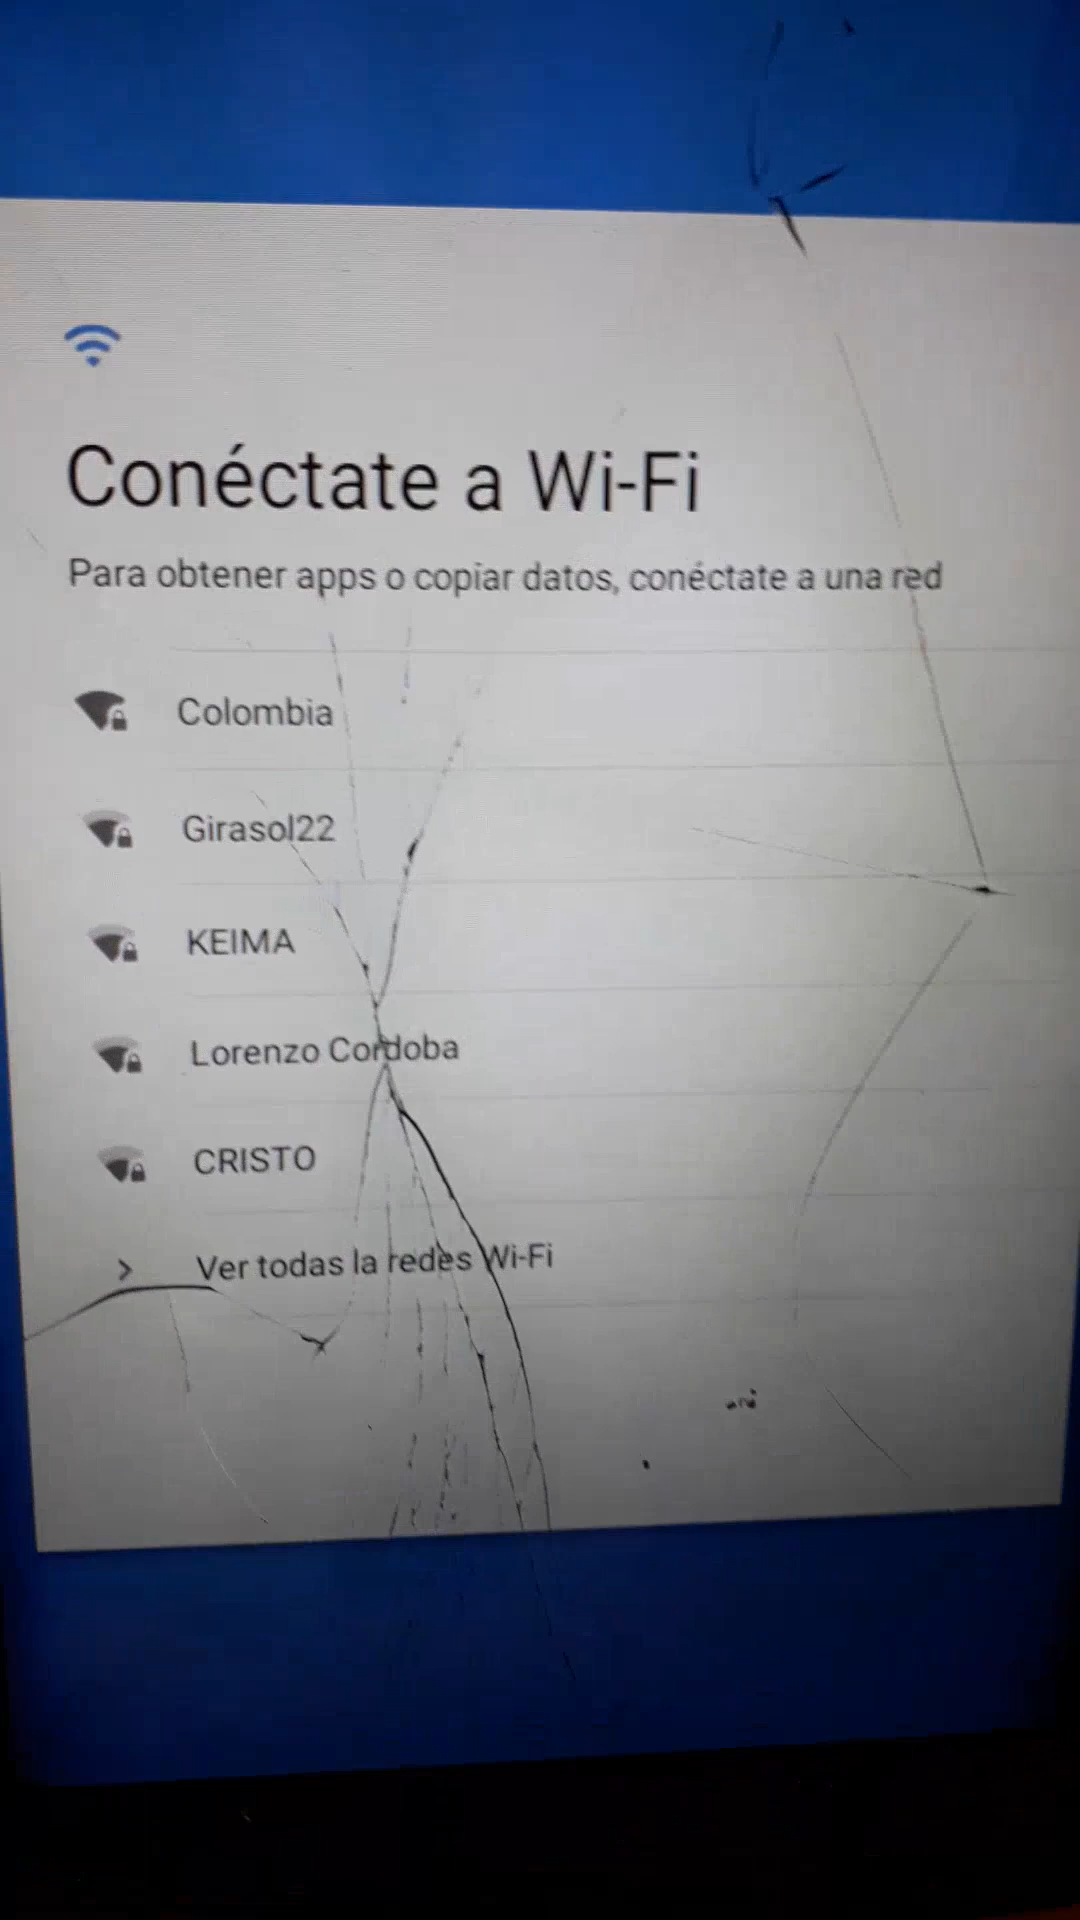 Conéctate a Wi-Fi
Para obtener apps o copiar datos, conéctate a una red
Colombia
Girasol22
KEIMA
Lorenzo Cordoba
CRISTO
Ver todas la redes Wi-Fi